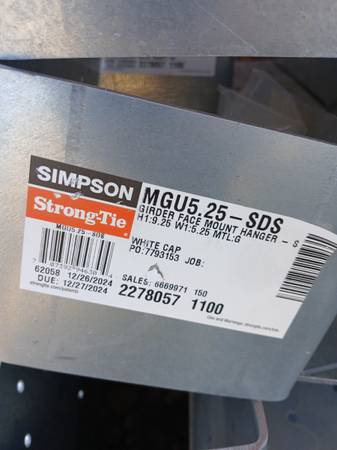 SIMPSON
Strong-Tie
MGU5.25-SDS
GIRDER FACE MOUNT HANGER - S
H1:9.25 W1:5.25 MTL:G
MGU5.25-SDS
WHITE CAP
PO:7793153 JOB:
62058 12/26/2024
DUE: 12/27/2024
SALES: 6669971 150
2278057 1100